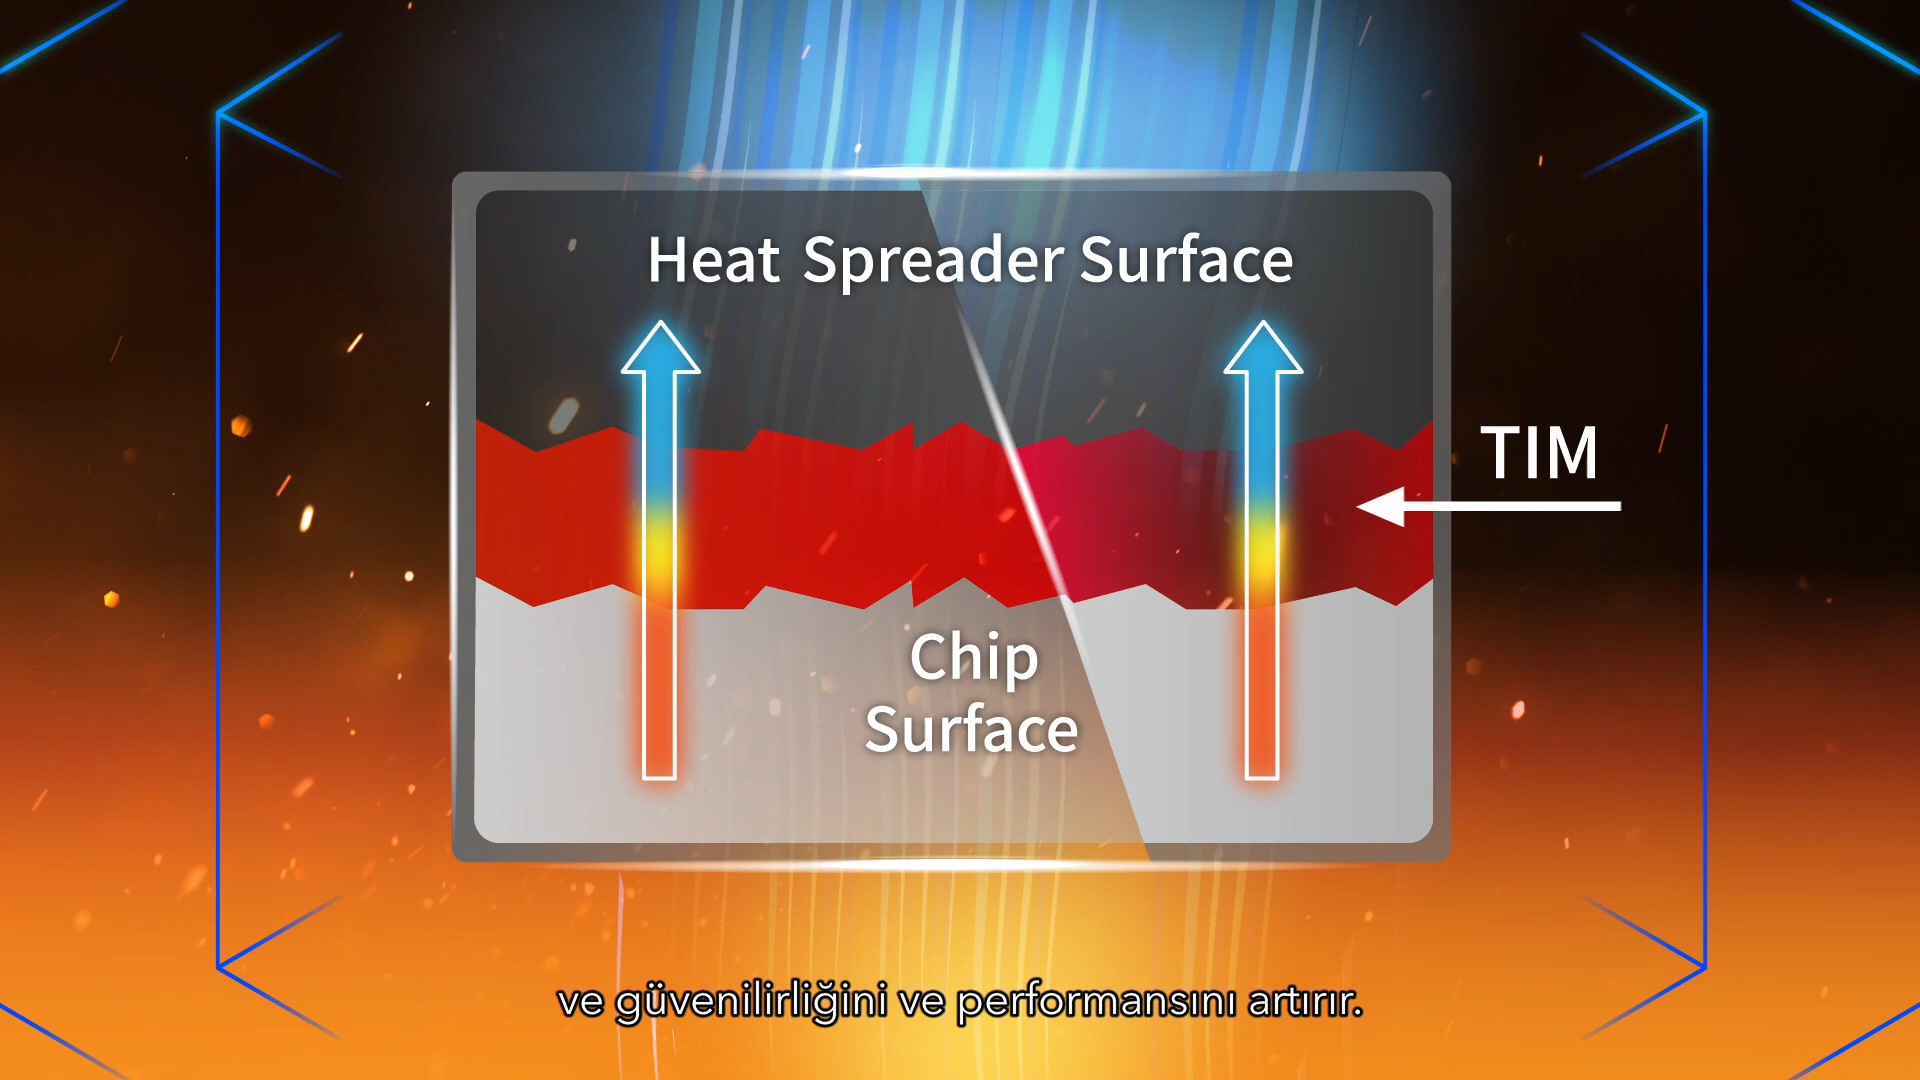 Heat Spreader Surface
TIM
Chip
Surface
ve güvenilirliğini ve performansını artırır.